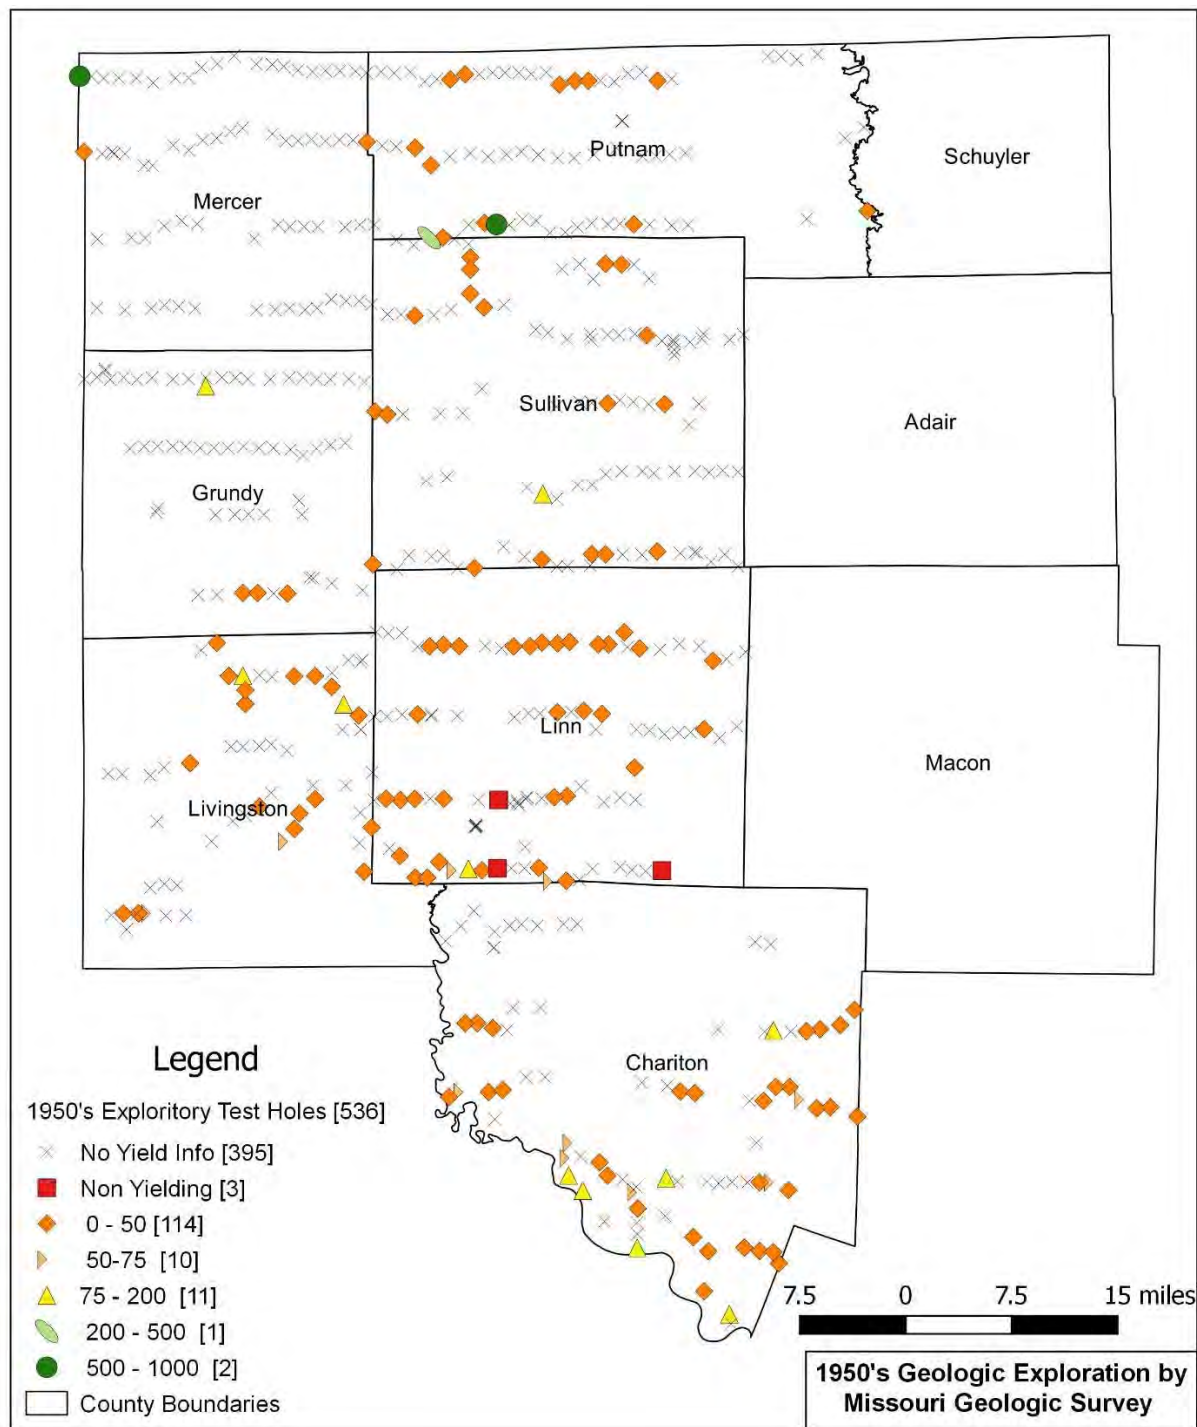 Putnam
Schuyler
Mercer
Sullivan
Adair
Grundy
Linn
Macon
Livingston
Chariton
Legend
1950's Exploritory Test Holes [536]
No Yield Info [395]
Non Yielding [3]
0 - 50 [114]
50-75 [10]
75 - 200 [11]
200 - 500 [1]
500 - 1000 [2]
County Boundaries
7.5 0 7.5 15 miles
1950's Geologic Exploration by
Missouri Geologic Survey